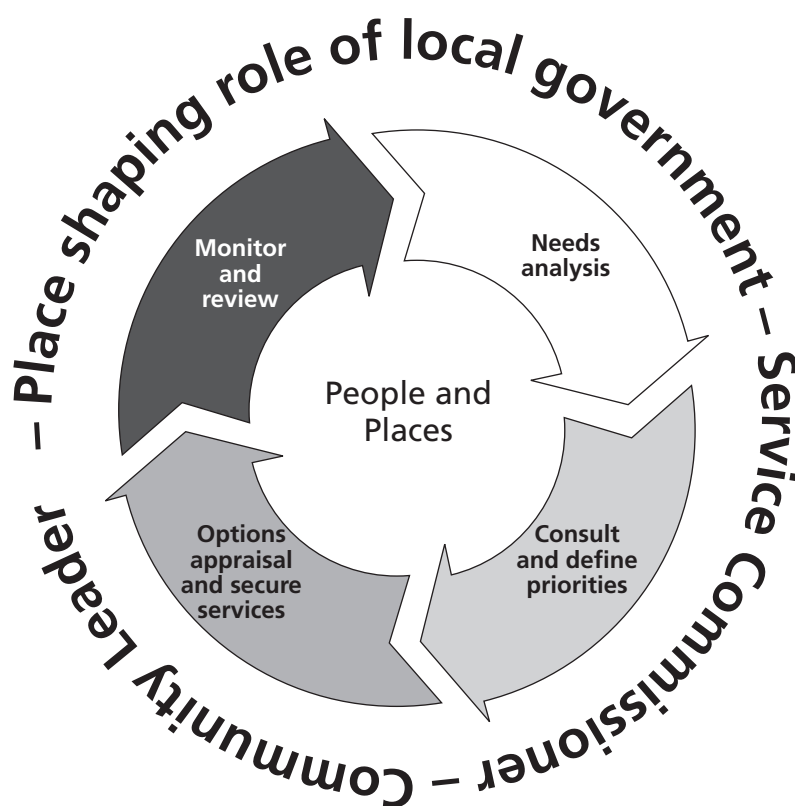 – Place shaping role of local government – Service Commissioner – Community Leader
Needs
analysis
Consult
and define
priorities
Options
appraisal
and secure
services
Monitor
and
review
People and
Places